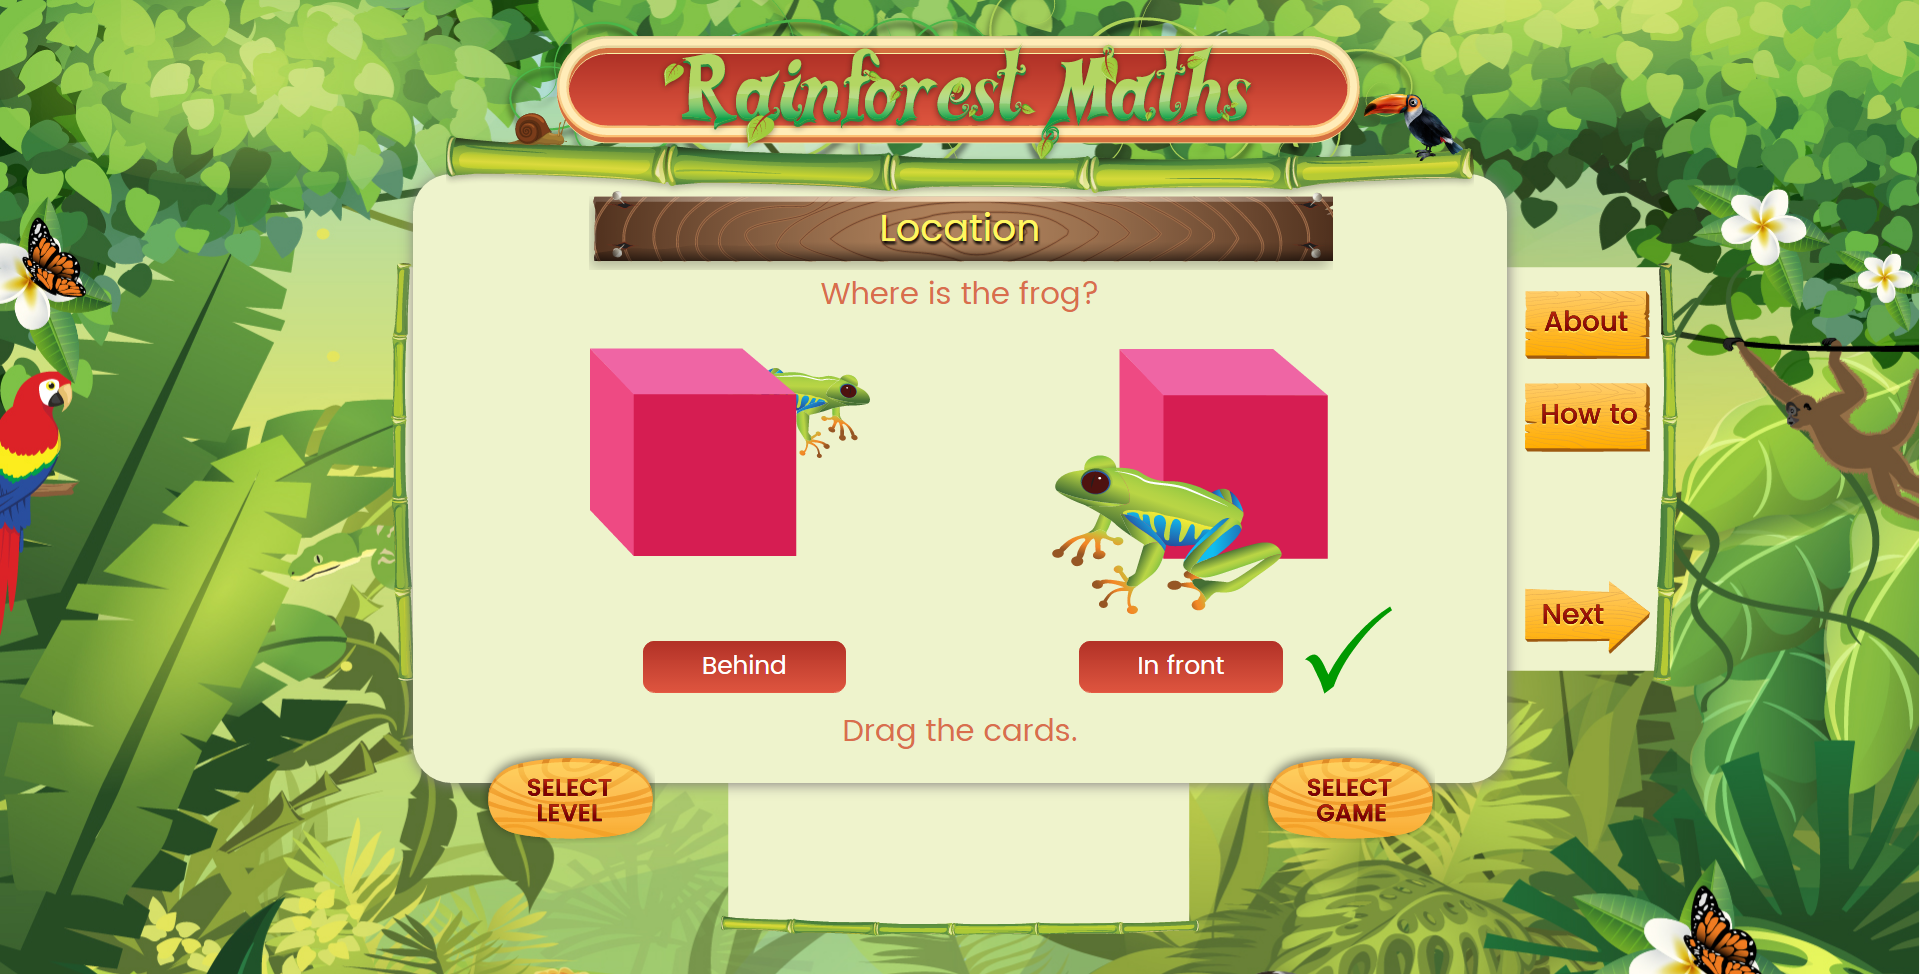 Rainforest Maths
Location
Where is the frog?
About
How to
Next
Behind
In front
Drag the cards.
SELECT
LEVEL
SELECT
GAME